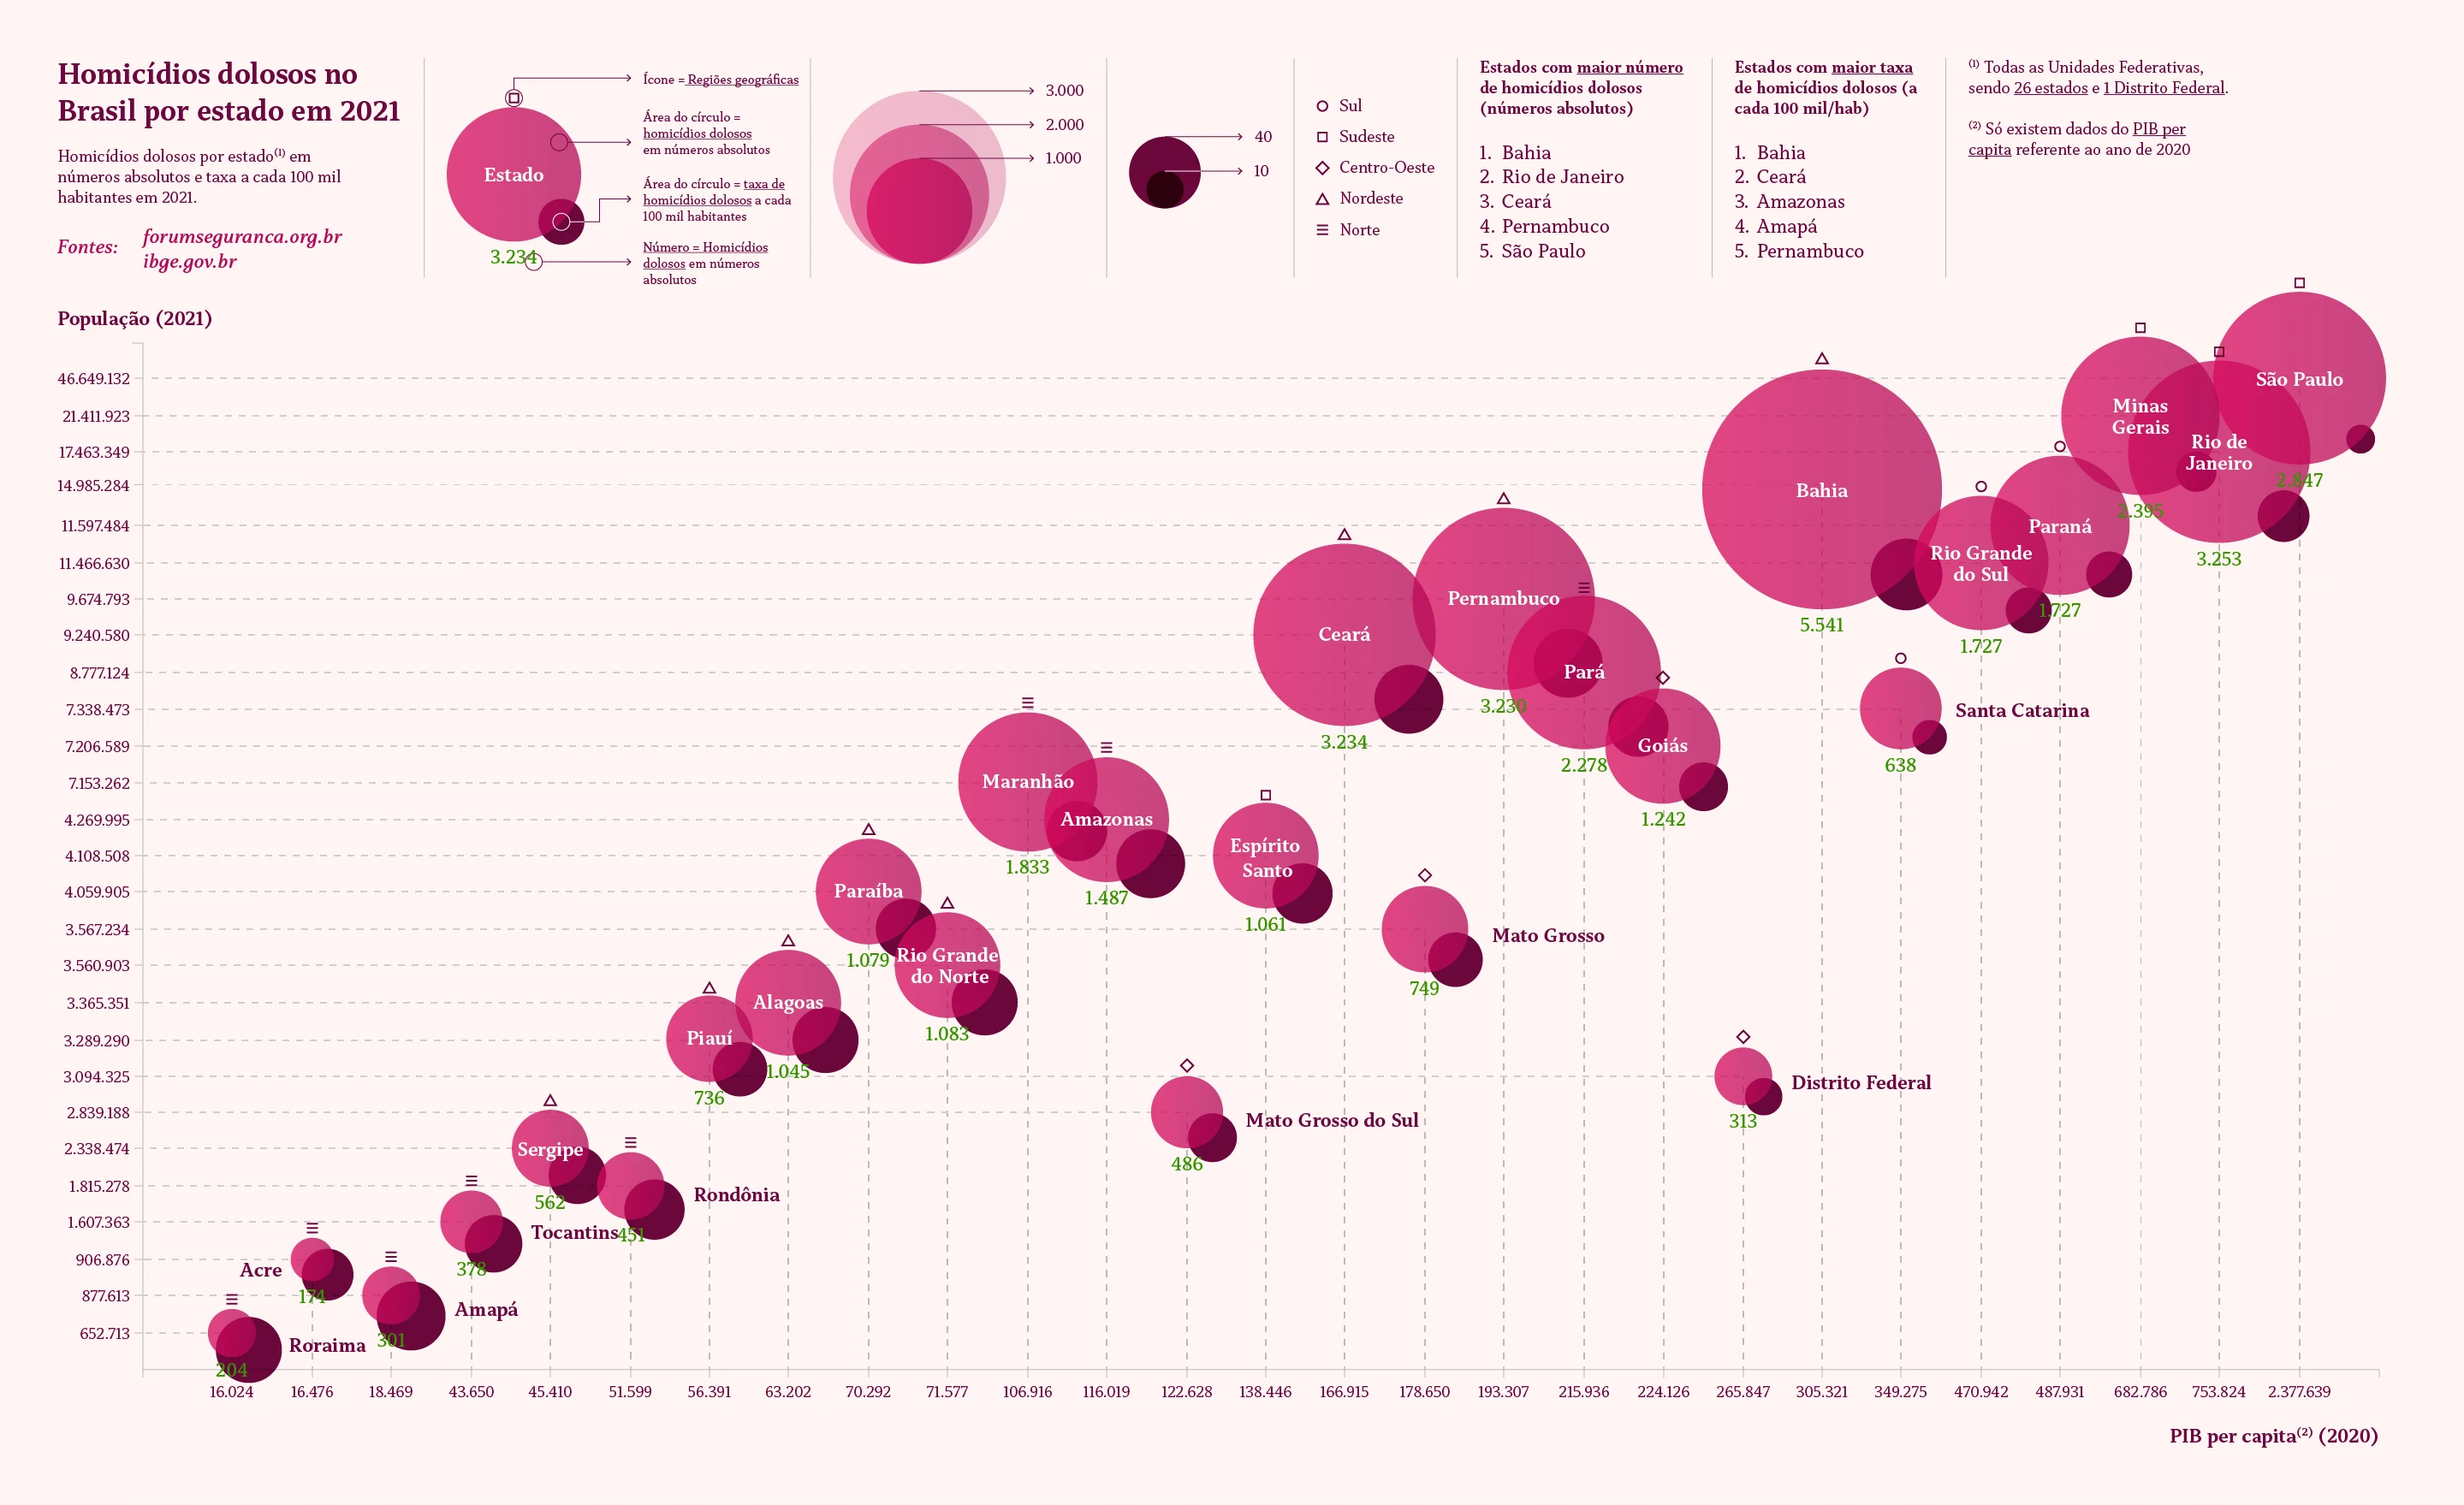 Homicídios dolosos no
Brasil por estado em 2021
Homicídios dolosos por estado⁽¹⁾ em
números absolutos e taxa a cada 100 mil
habitantes em 2021.
Fontes:
forumseguranca.org.br
ibge.gov.br
Estado
3.234
Ícone = Regiões geográficas
Área do círculo =
homicídios dolosos
em números absolutos
Área do círculo = taxa de
homicídios dolosos a cada
100 mil habitantes
Número = Homicídios
dolosos em números
absolutos
3.000
2.000
1.000
40
10
Sul
Sudeste
Centro-Oeste
Nordeste
Norte
Estados com maior número
de homicídios dolosos
(números absolutos)
1. Bahia
2. Rio de Janeiro
3. Ceará
4. Pernambuco
5. São Paulo
Estados com maior taxa
de homicídios dolosos (a
cada 100 mil/hab)
1. Bahia
2. Ceará
3. Amazonas
4. Amapá
5. Pernambuco
⁽¹⁾ Todas as Unidades Federativas,
sendo 26 estados e 1 Distrito Federal.
⁽²⁾ Só existem dados do PIB per
capita referente ao ano de 2020
População (2021)
46.649.132
21.411.923
17.463.349
14.985.284
11.597.484
11.466.630
9.674.793
9.240.580
8.777.124
7.338.473
7.206.589
7.153.262
4.269.995
4.108.508
4.059.905
3.567.234
3.560.903
3.365.351
3.289.290
3.094.325
2.839.188
2.338.474
1.815.278
1.607.363
906.876
877.613
652.713
Roraima
204
Acre
174
Amapá
301
Tocantins
378
Sergipe
562
Rondônia
451
Piauí
736
Alagoas
1.045
Paraíba
1.079
Rio Grande
do Norte
1.083
Maranhão
1.833
Amazonas
1.487
Mato Grosso do Sul
486
Espírito
Santo
1.061
Ceará
3.234
Mato Grosso
749
Pernambuco
3.230
Pará
2.278
Goiás
1.242
Distrito Federal
313
Bahia
5.541
Santa Catarina
638
Rio Grande
do Sul
1.727
Paraná
1.727
Minas
Gerais
2.395
Rio de
Janeiro
3.253
São Paulo
2.847
16.024
16.476
18.469
43.650
45.410
51.599
56.391
63.202
70.292
71.577
106.916
116.019
122.628
138.446
166.915
178.650
193.307
215.936
224.126
265.847
305.321
349.275
470.942
487.931
682.786
753.824
2.377.639
PIB per capita⁽²⁾ (2020)